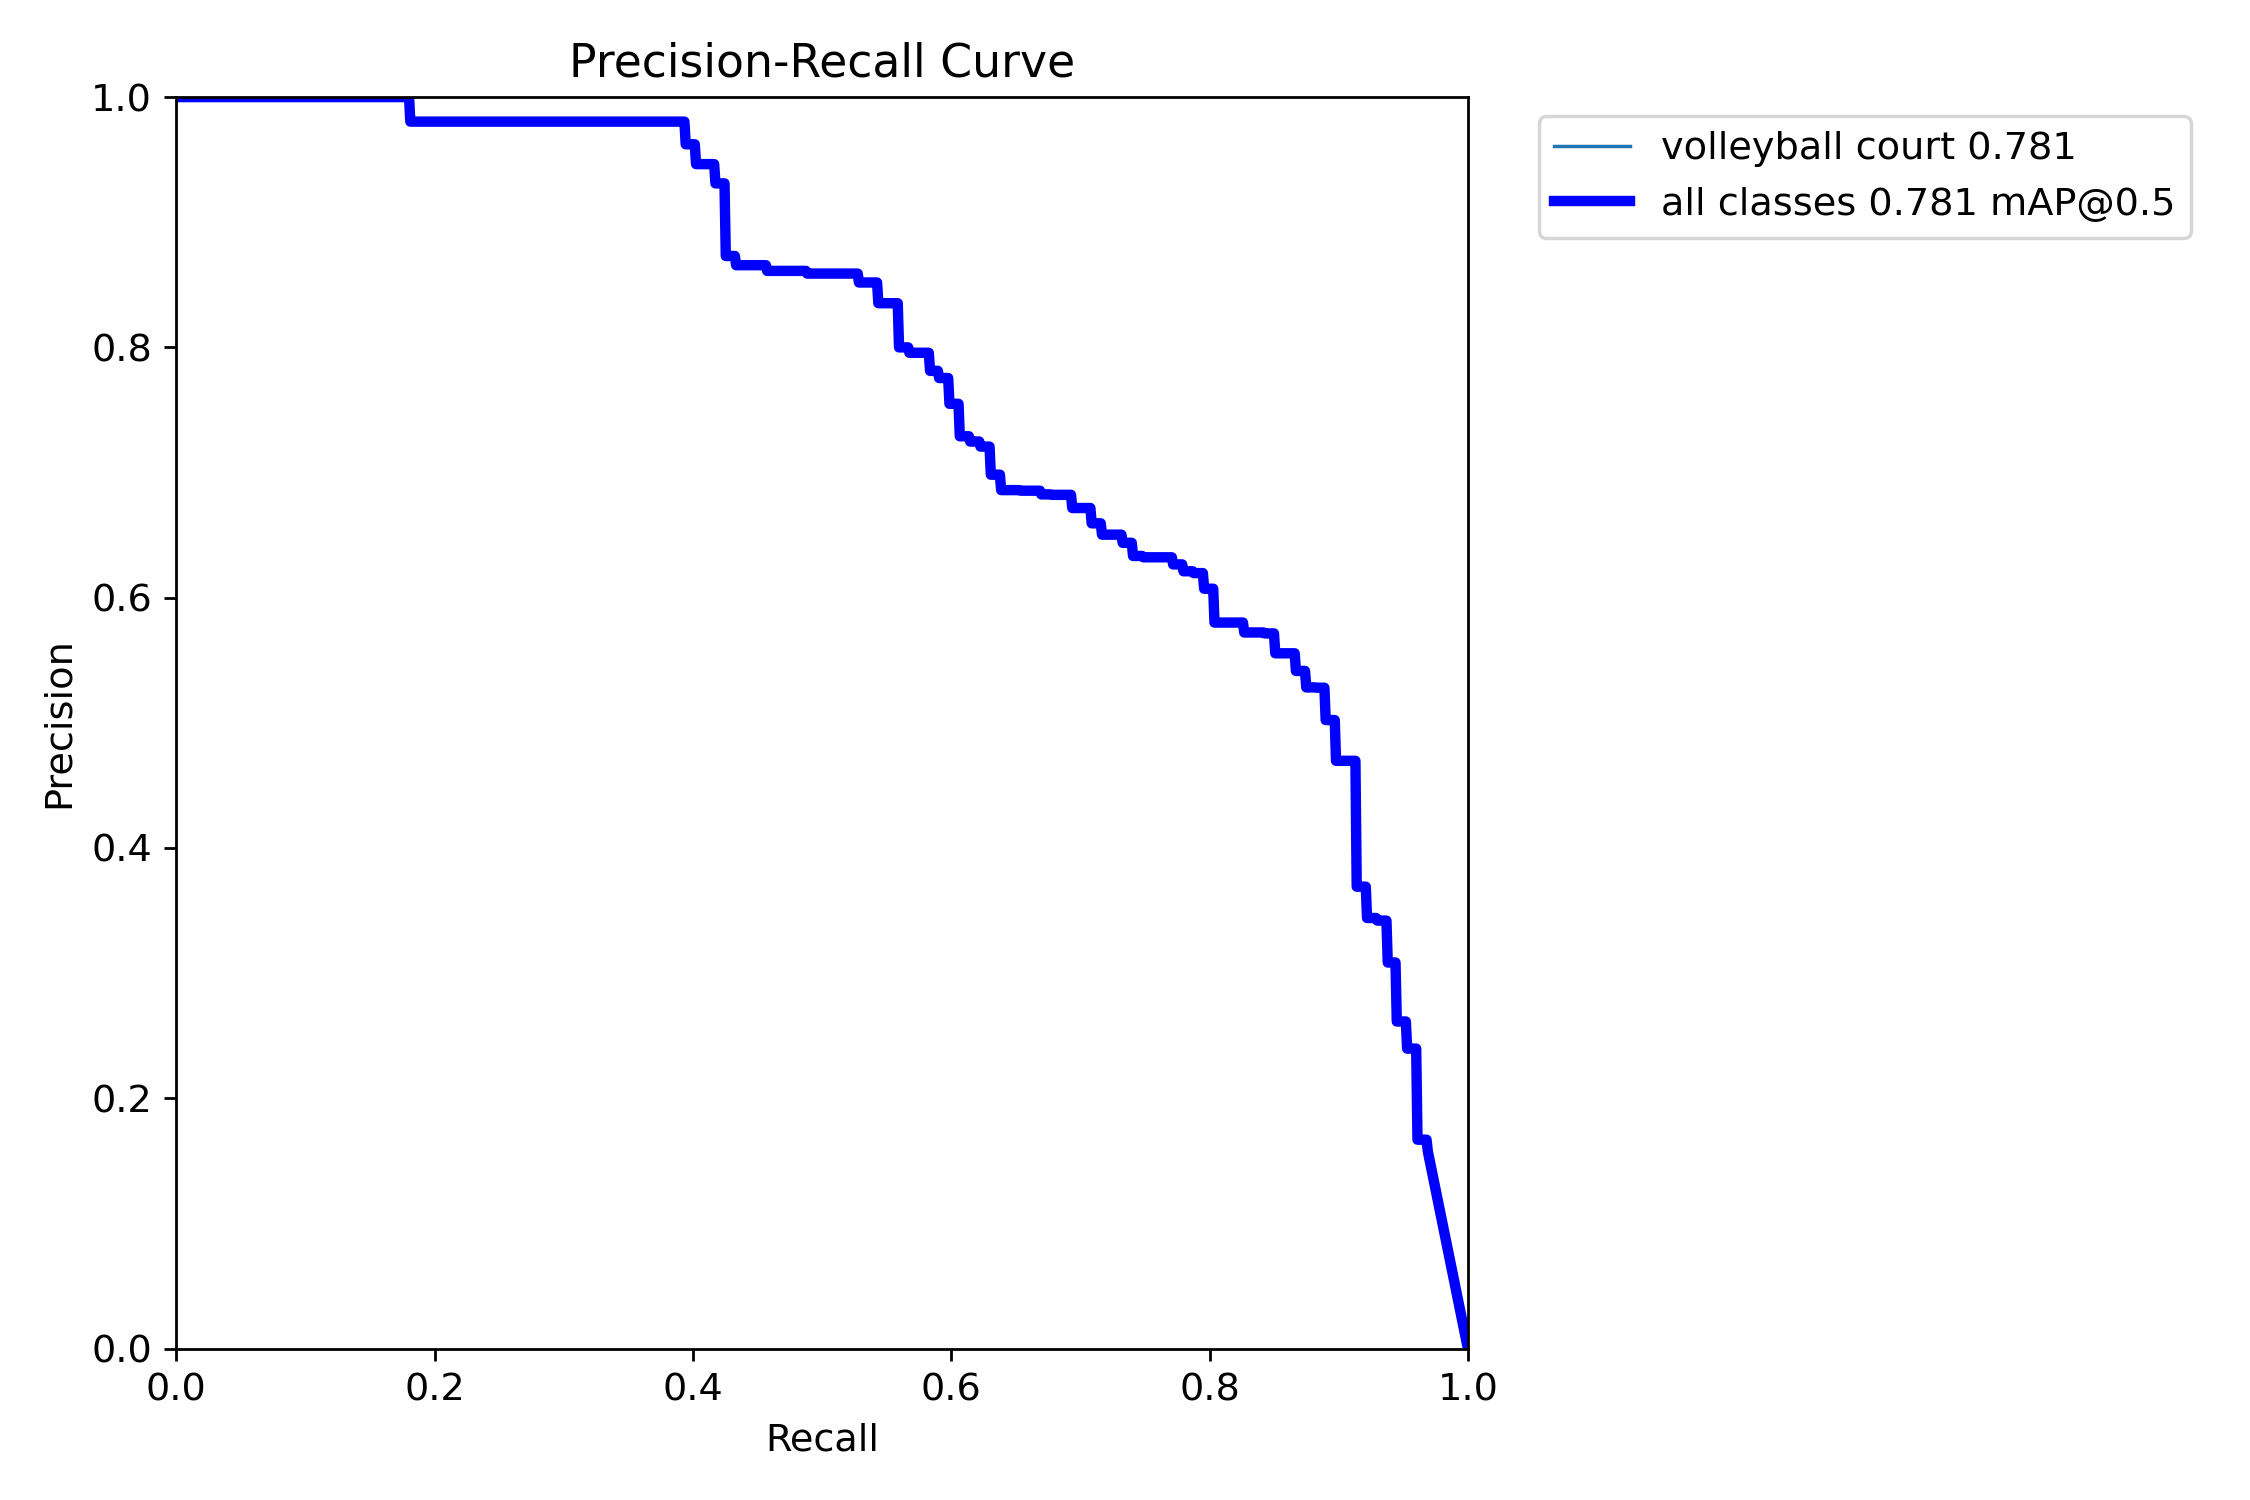 Precision-Recall Curve
1.0
0.8
0.6
0.4
0.2
0.0
Precision
0.0 0.2 0.4 0.6 0.8 1.0
Recall
volleyball court 0.781
all classes 0.781 mAP@0.5